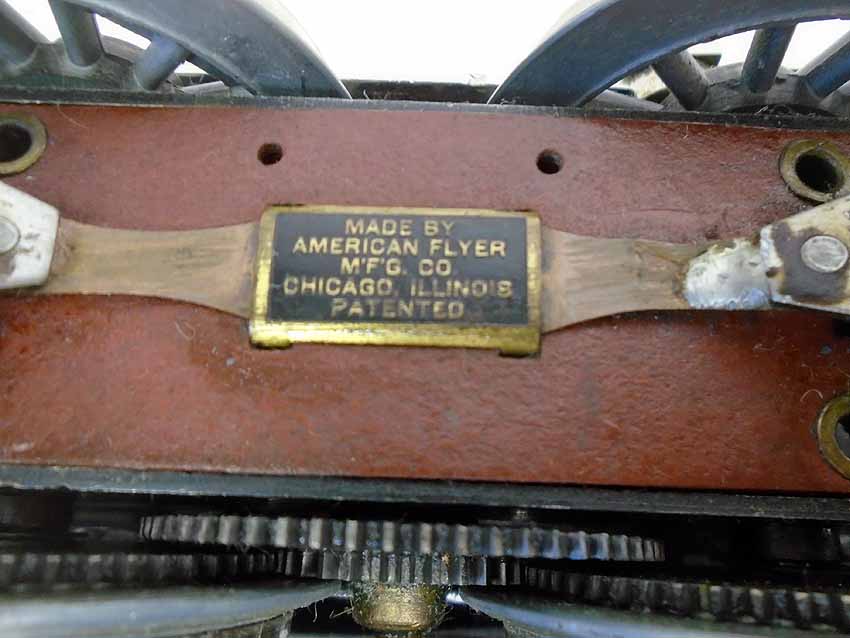 MADE BY
AMERICAN FLYER
M'F'G. CO.
CHICAGO, ILLINOIS
PATENTED